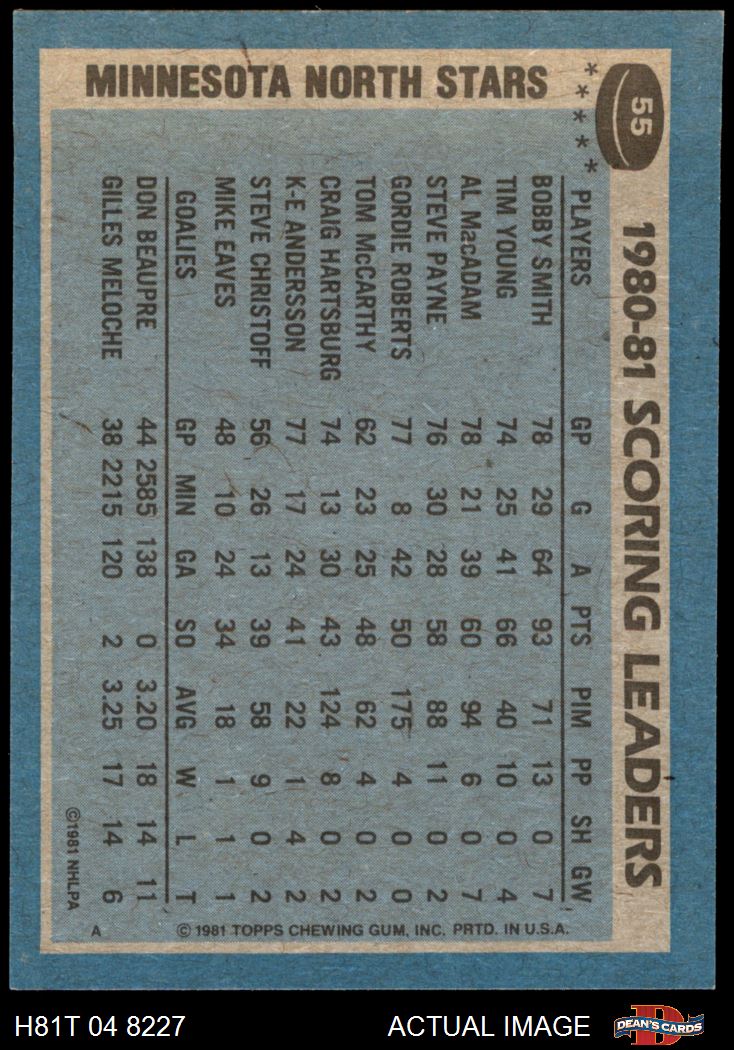 55
1980-81 SCORING LEADERS
MINNESOTA NORTH STARS
PLAYERS GP G A PTS PIM PP SH GW
BOBBY SMITH 78 29 64 93 71 13 0 7
TIM YOUNG 74 25 41 66 40 10 0 4
AL MacADAM 78 21 39 60 94 6 0 7
STEVE PAYNE 76 30 28 58 88 11 0 2
GORDIE ROBERTS 77 8 42 50 175 4 0 0
TOM McCARTHY 62 23 25 48 62 4 0 2
CRAIG HARTSBURG 74 13 30 43 124 8 0 2
K-E ANDERSSON 77 17 24 41 22 1 4 2
STEVE CHRISTOFF 56 26 13 39 58 9 0 2
MIKE EAVES 48 10 24 34 18 1 1 1
GOALIES GP MIN GA SO AVG W L T
DON BEAUPRE 44 2585 138 0 3.20 18 14 11
GILLES MELOCHE 38 2215 120 2 3.25 17 14 6
©1981 NHLPA
© 1981 TOPPS CHEWING GUM, INC. PRTD. IN U.S.A.
A
H81T 04 8227 ACTUAL IMAGE
D
DEAN'S CARDS